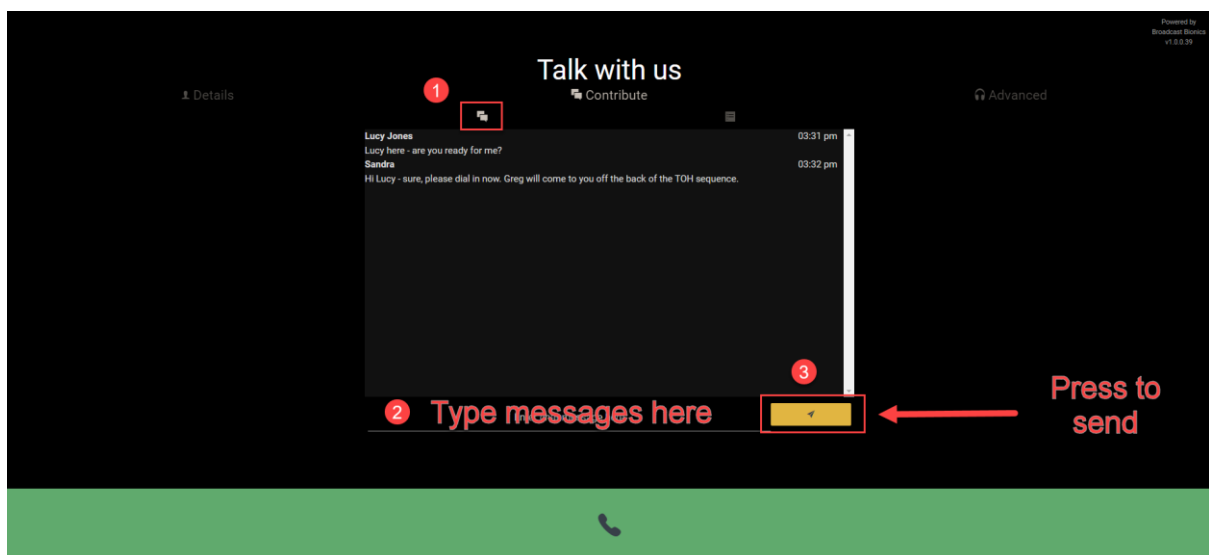 Powered by
Broadcast Bionics
v1.0.0.39
Talk with us
Details
Contribute
Advanced
1
Lucy Jones 03:31 pm
Lucy here - are you ready for me?
Sandra 03:32 pm
Hi Lucy - sure, please dial in now. Greg will come to you off the back of the TOH sequence.
3
2 Type messages here
Press to
send